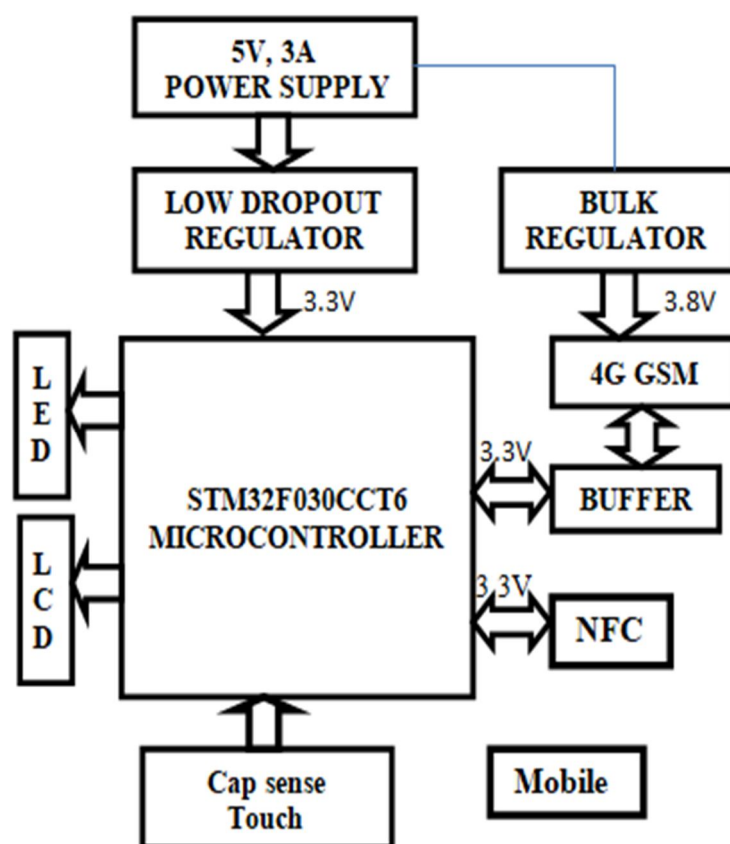 5V, 3A
POWER SUPPLY
LOW DROPOUT
REGULATOR
BULK
REGULATOR
3.3V
3.8V
L
E
D
4G GSM
3.3V
BUFFER
STM32F030CCT6
MICROCONTROLLER
L
C
D
3.3V
NFC
Cap sense
Touch
Mobile